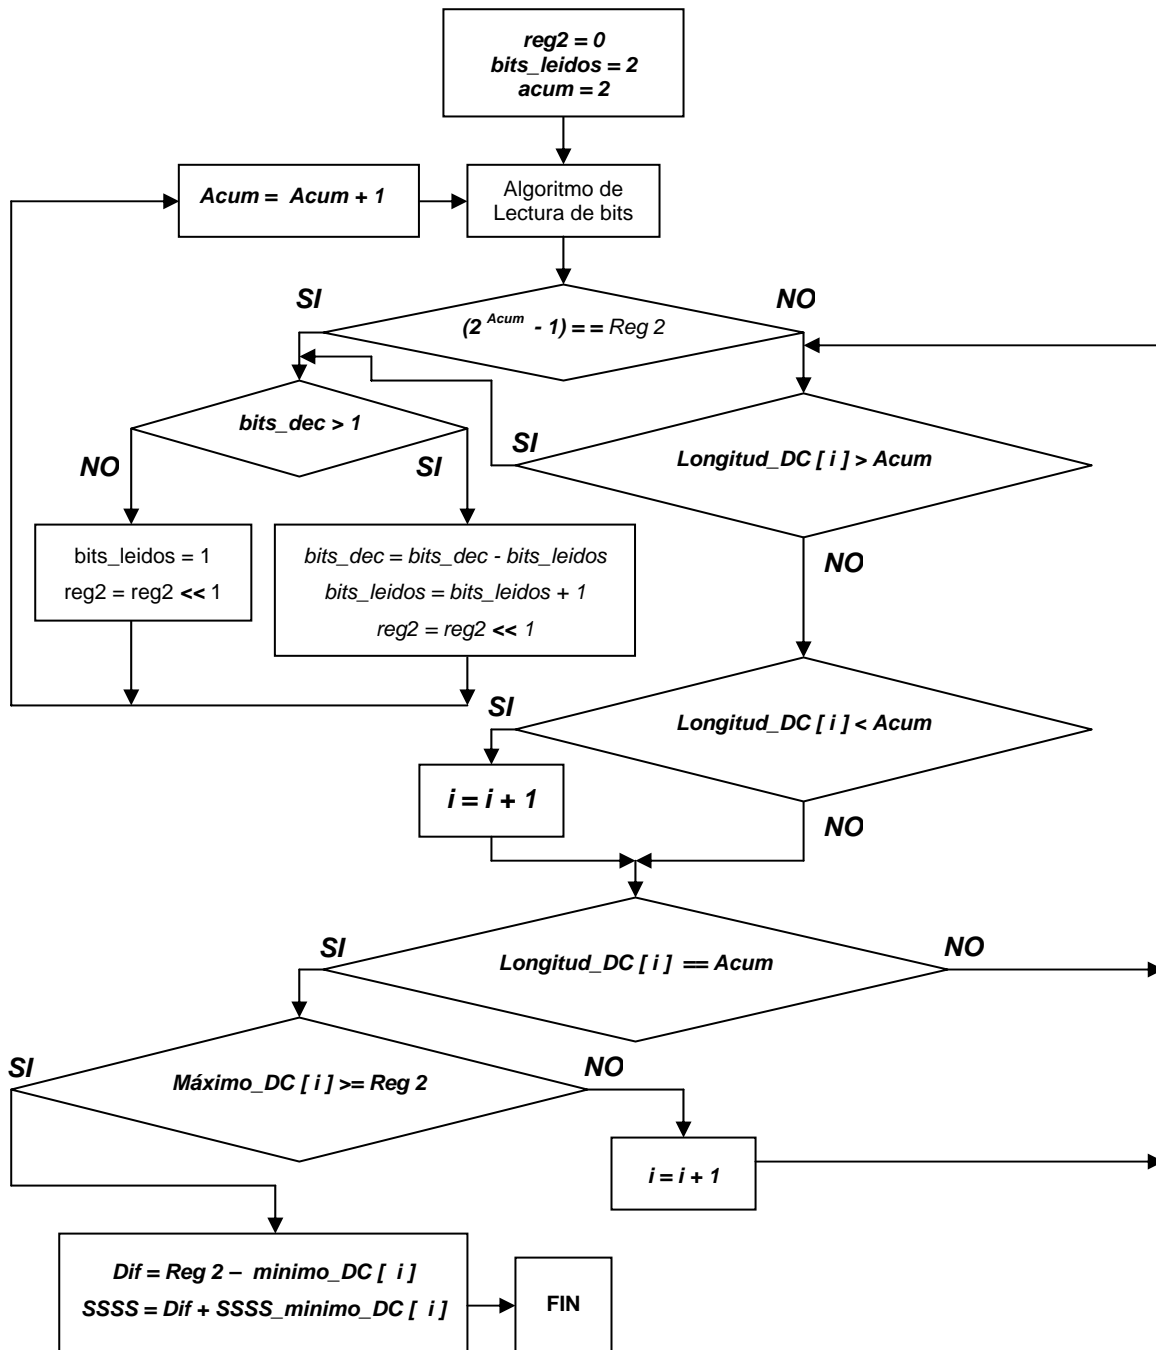 reg2 = 0
bits_leidos = 2
acum = 2
Acum = Acum + 1
Algoritmo de
Lectura de bits
SI
NO
(2 ^Acum - 1) = = Reg 2
bits_dec > 1
NO
SI
SI
Longitud_DC [ i ] > Acum
NO
bits_leidos = 1
reg2 = reg2 << 1
bits_dec = bits_dec - bits_leidos
bits_leidos = bits_leidos + 1
reg2 = reg2 << 1
SI
Longitud_DC [ i ] < Acum
i = i + 1
NO
SI
NO
Longitud_DC [ i ] == Acum
SI
NO
Máximo_DC [ i ] >= Reg 2
i = i + 1
Dif = Reg 2 – minimo_DC [ i ]
SSSS = Dif + SSSS_minimo_DC [ i ]
FIN